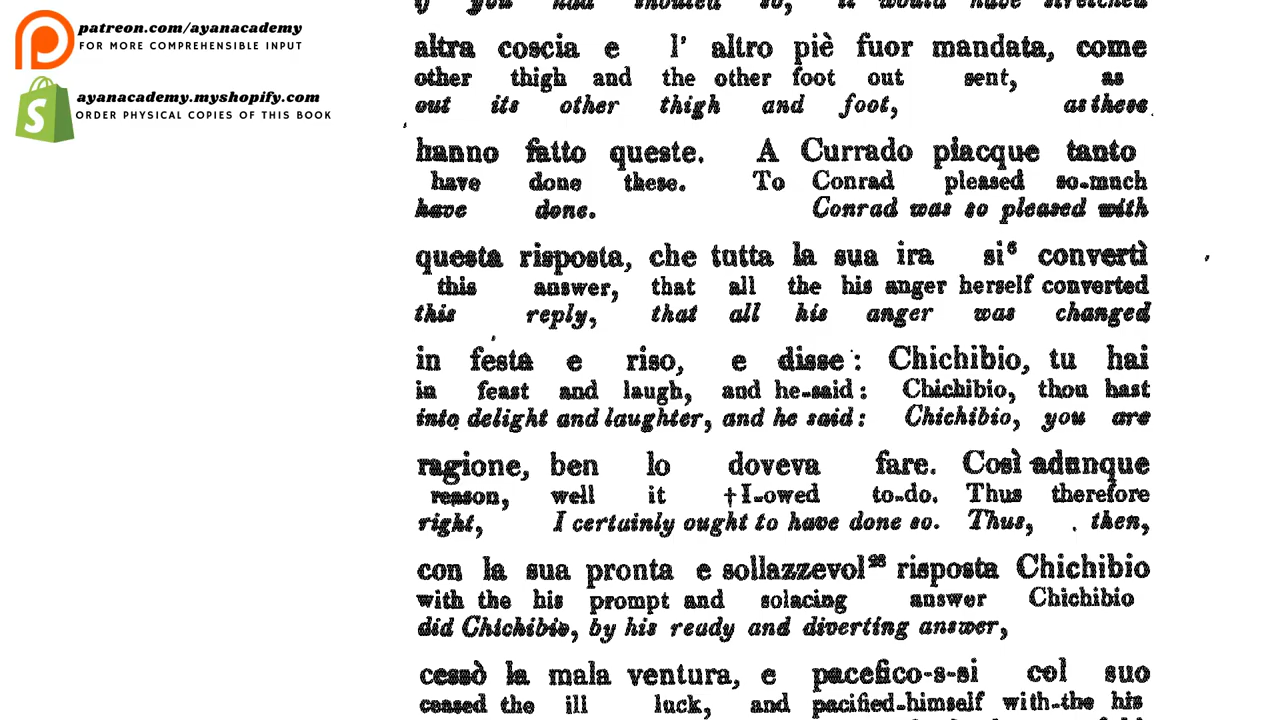 patreon.com/ayanacademy
FOR MORE COMPREHENSIBLE INPUT
ayanacademy.myshopify.com
ORDER PHYSICAL COPIES OF THIS BOOK
if you had shouted so, it would have stretched
altra coscia e l' altro piè fuor mandata, come
other thigh and the other foot out sent, as
out its other thigh and foot, as these
hanno fatto queste. A Currado piacque tanto
have done these. To Conrad pleased so-much
have done. Conrad was so pleased with
questa risposta, che tutta la sua ira si⁶ convertì
this answer, that all the his anger herself converted
this reply, that all his anger was changed
in festa e riso, e disse: Chichibio, tu hai
in feast and laugh, and he-said: Chichibio, thou hast
into delight and laughter, and he said: Chichibio, you are
ragione, ben lo doveva fare. Così adunque
reason, well it †I-owed to-do. Thus therefore
right, I certainly ought to have done so. Thus, then,
con la sua pronta e sollazzevol²⁸ risposta Chichibio
with the his prompt and solacing answer Chichibio
did Chichibio, by his ready and diverting answer,
cessò la mala ventura, e pacefico-s-si col suo
ceased the ill luck, and pacified-himself with-the his